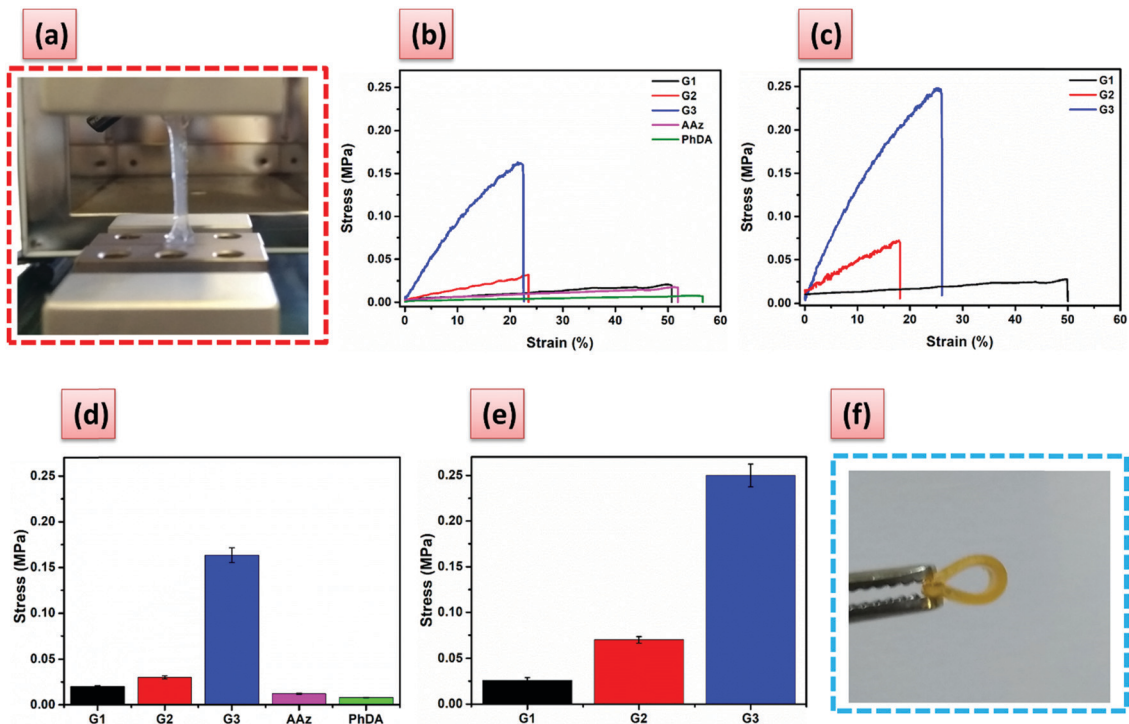 (a)
(b)
(c)
G1
G2
G3
AAz
PhDA
Stress (MPa)
0.25
0.20
0.15
0.10
0.05
0.00
0 10 20 30 40 50 60
Strain (%)
G1
G2
G3
Stress (MPa)
0.25
0.20
0.15
0.10
0.05
0.00
0 10 20 30 40 50 60
Strain (%)
(d)
(e)
(f)
Stress (MPa)
0.25
0.20
0.15
0.10
0.05
0.00
G1 G2 G3 AAz PhDA
Stress (MPa)
0.25
0.20
0.15
0.10
0.05
0.00
G1 G2 G3